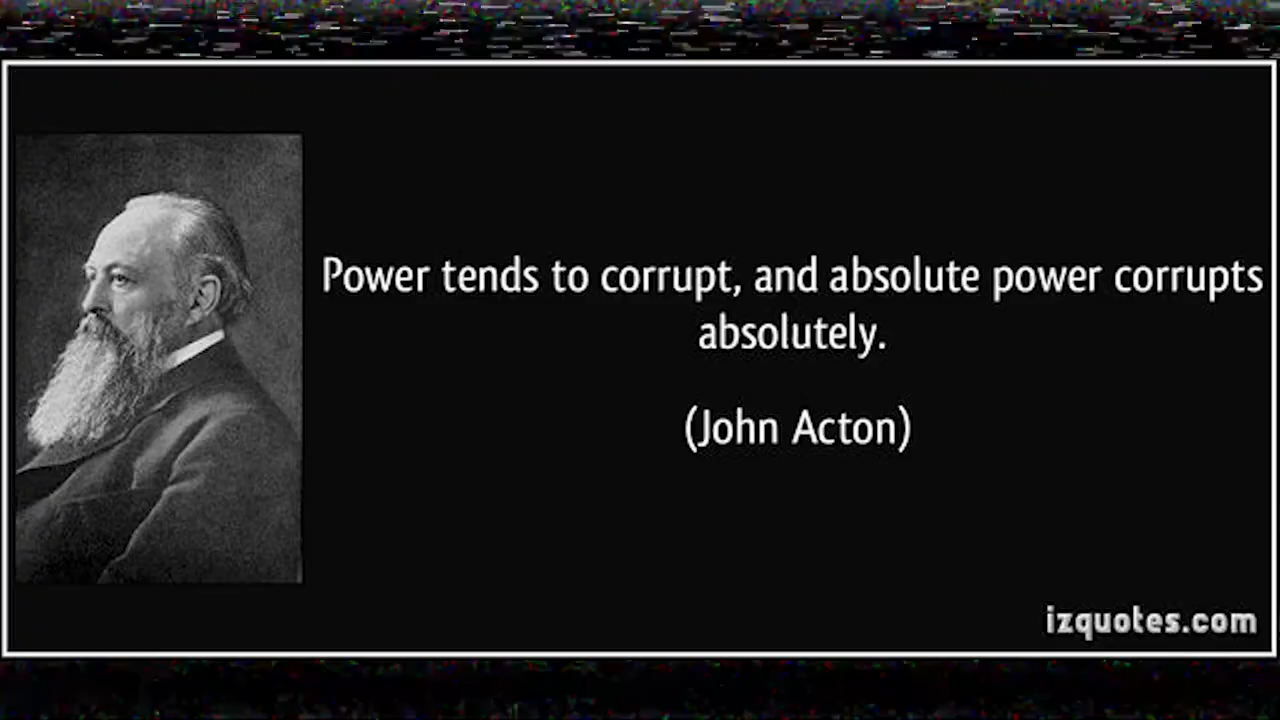 Power tends to corrupt, and absolute power corrupts
absolutely.
(John Acton)
izquotes.com